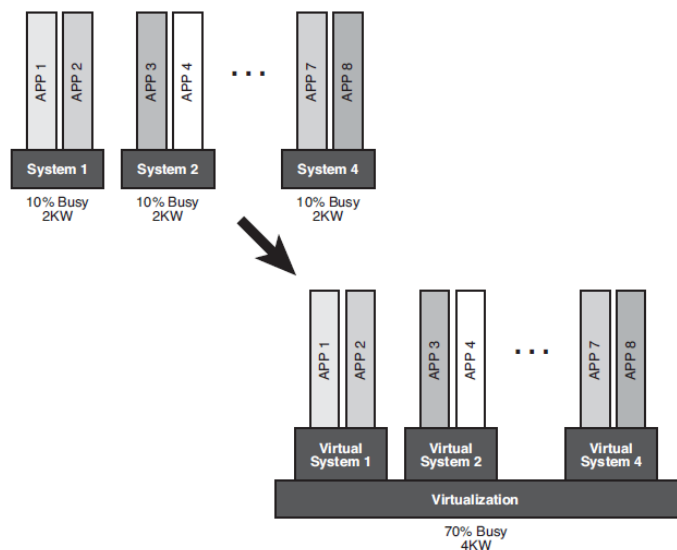 APP 1
APP 2
APP 3
APP 4
...
APP 7
APP 8
System 1
System 2
System 4
10% Busy
2KW
10% Busy
2KW
10% Busy
2KW
APP 1
APP 2
APP 3
APP 4
...
APP 7
APP 8
Virtual
System 1
Virtual
System 2
Virtual
System 4
Virtualization
70% Busy
4KW